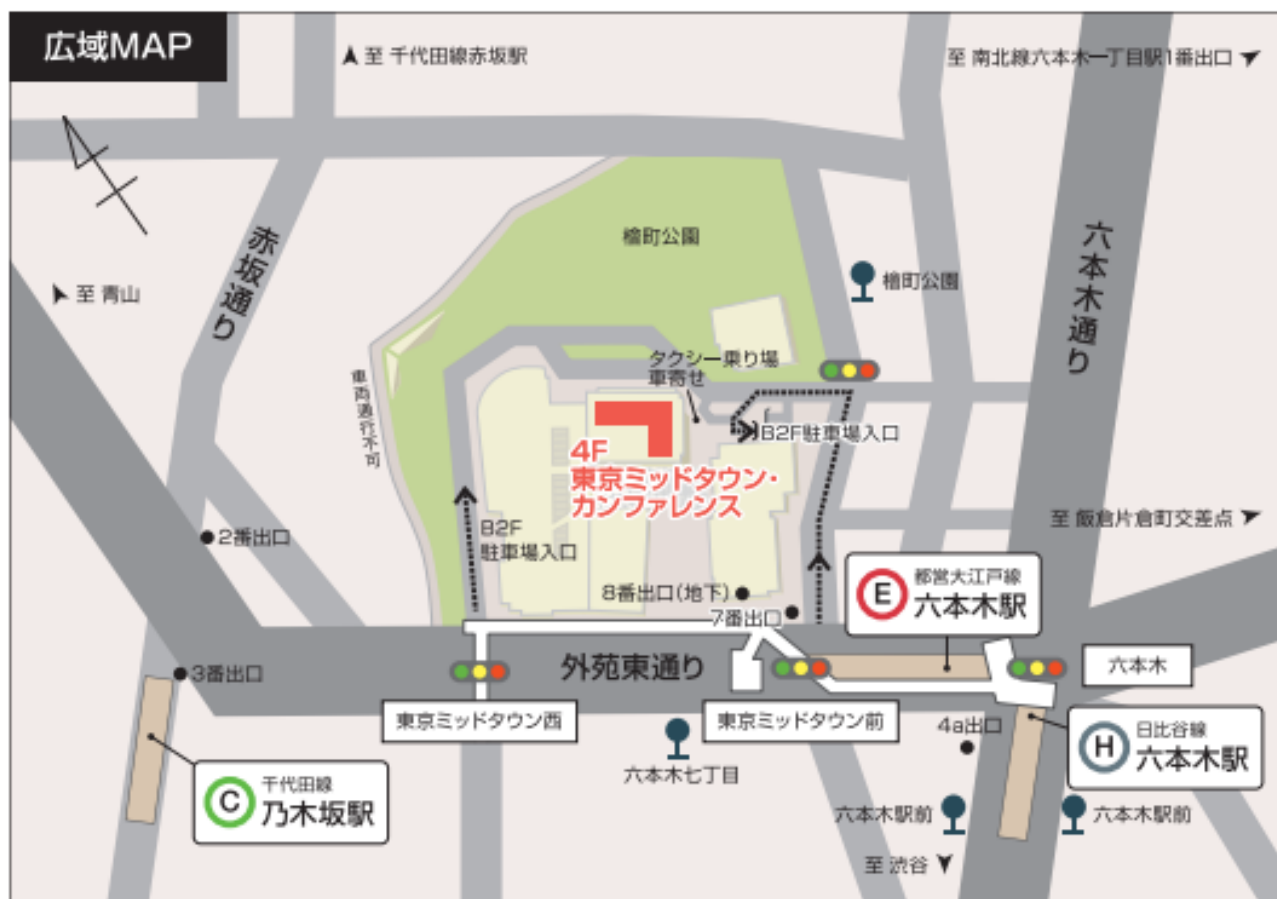 広域MAP
至 千代田線赤坂駅
至 南北線六本木一丁目駅1番出口
赤坂通り
至 青山
檜町公園
檜町公園
六本木通り
タクシー乗り場
車寄せ
車両通行不可
B2F駐車場入口
4F
東京ミッドタウン・
カンファレンス
B2F
駐車場入口
2番出口
至 飯倉片倉町交差点
8番出口(地下)
7番出口
E
都営大江戸線
六本木駅
3番出口
外苑東通り
六本木
東京ミッドタウン西
東京ミッドタウン前
4a出口
H
日比谷線
六本木駅
C
千代田線
乃木坂駅
六本木七丁目
六本木駅前
六本木駅前
至 渋谷